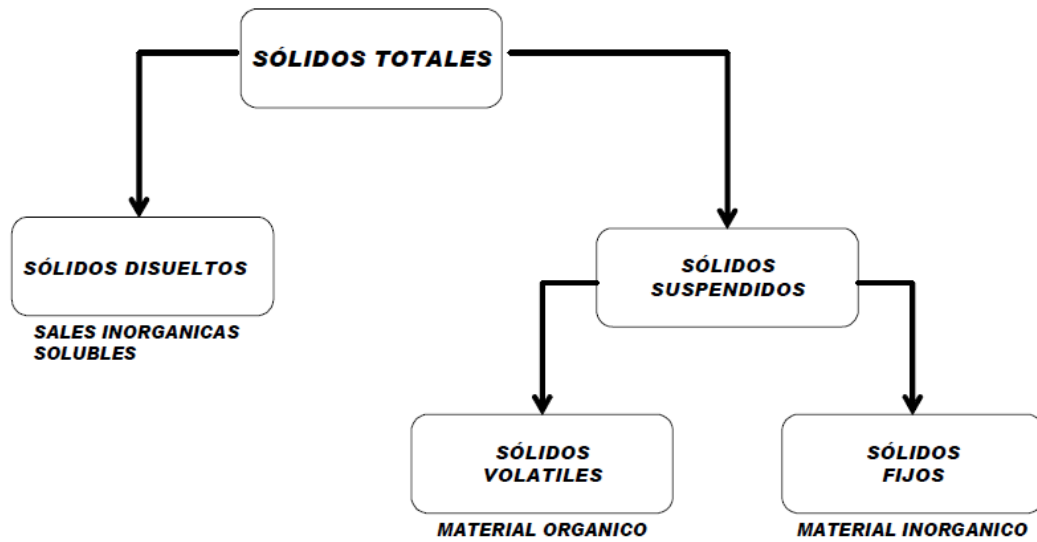 SÓLIDOS TOTALES
SÓLIDOS DISUELTOS
SALES INORGANICAS
SOLUBLES
SÓLIDOS
SUSPENDIDOS
SÓLIDOS
VOLATILES
MATERIAL ORGANICO
SÓLIDOS
FIJOS
MATERIAL INORGANICO